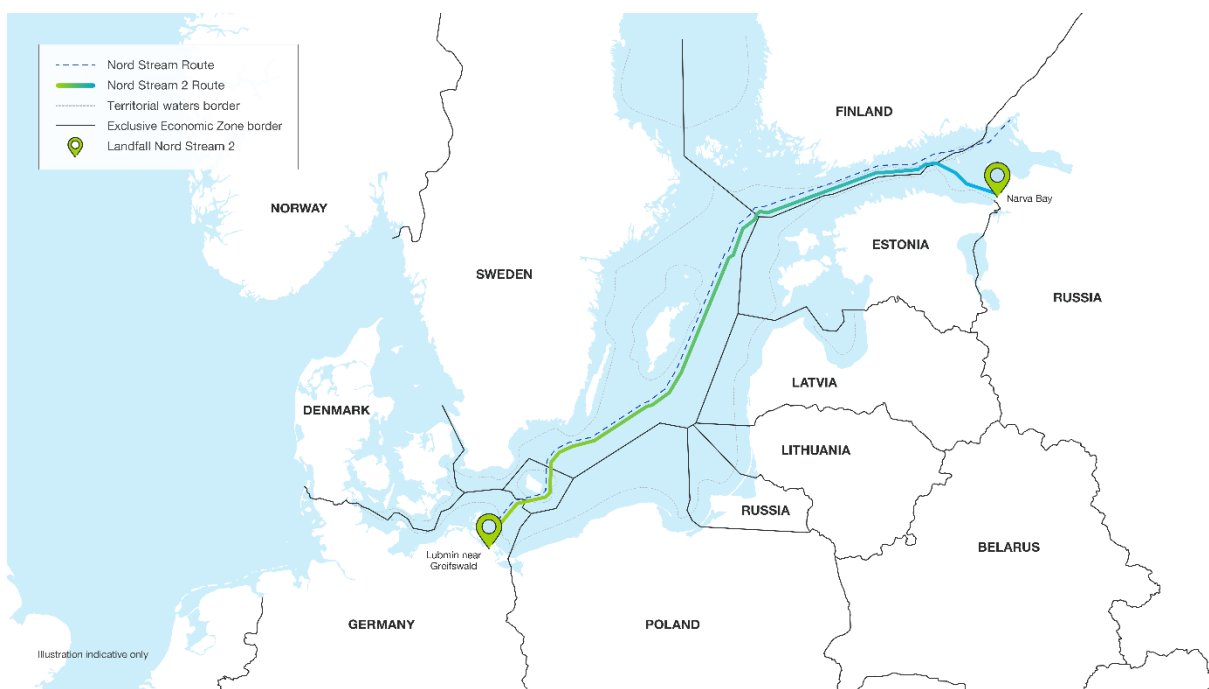 Nord Stream Route
Nord Stream 2 Route
Territorial waters border
Exclusive Economic Zone border
Landfall Nord Stream 2
FINLAND
NORWAY
Narva Bay
ESTONIA
SWEDEN
RUSSIA
LATVIA
DENMARK
LITHUANIA
RUSSIA
BELARUS
Lubmin near
Greifswald
GERMANY
POLAND
Illustration indicative only